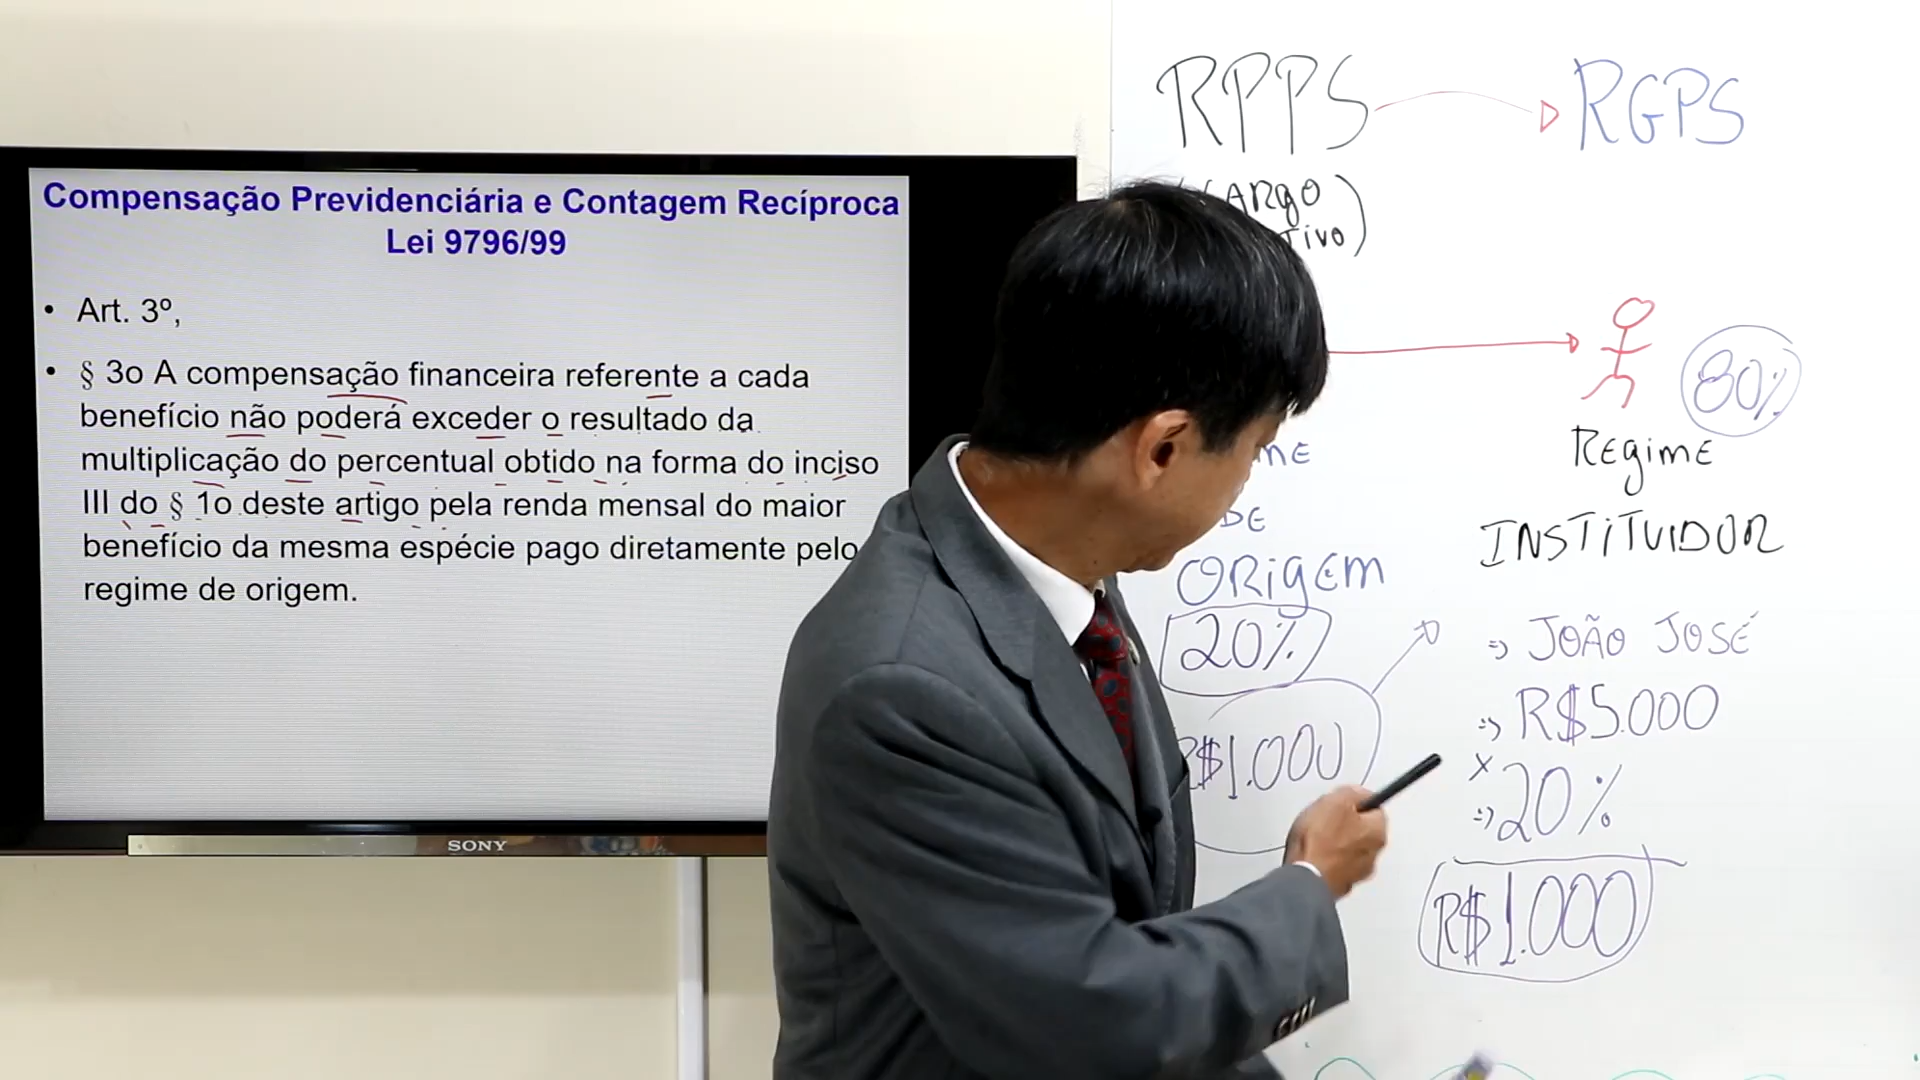 Compensação Previdenciária e Contagem Recíproca
Lei 9796/99
• Art. 3º,
• § 3o A compensação financeira referente a cada
benefício não poderá exceder o resultado da
multiplicação do percentual obtido na forma do inciso
III do § 1o deste artigo pela renda mensal do maior
benefício da mesma espécie pago diretamente pelo
regime de origem.
SONY
RPPS
RGPS
80%
REgimE
DE
ORigEm
INSTiTUIDOR
20%
JOÃO JOSÉ
R$1.000
R$5.000
X
20%
R$1.000